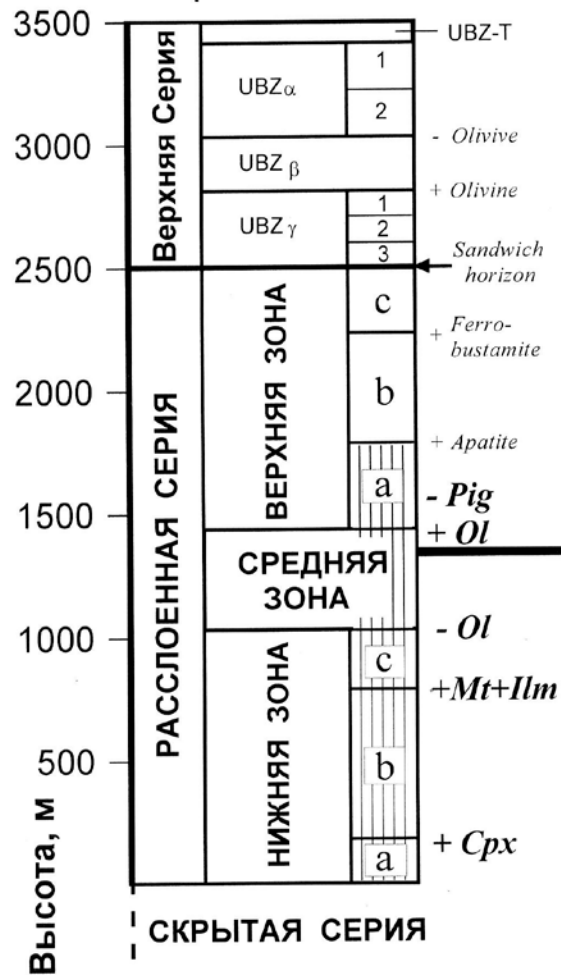 3500
3000
2500
2000
1500
1000
500
Высота, м
Верхняя Серия
РАССЛОЕННАЯ СЕРИЯ
UBZ-T
UBZα
1
2
- Olivive
UBZ β
+ Olivine
UBZγ
1
2
3
Sandwich
horizon
ВЕРХНЯЯ ЗОНА
c
+ Ferro-
bustamite
b
+ Apatite
a
- Pig
+ Ol
СРЕДНЯЯ
ЗОНА
- Ol
НИЖНЯЯ ЗОНА
c
+Mt+Ilm
b
+ Cpx
a
СКРЫТАЯ СЕРИЯ